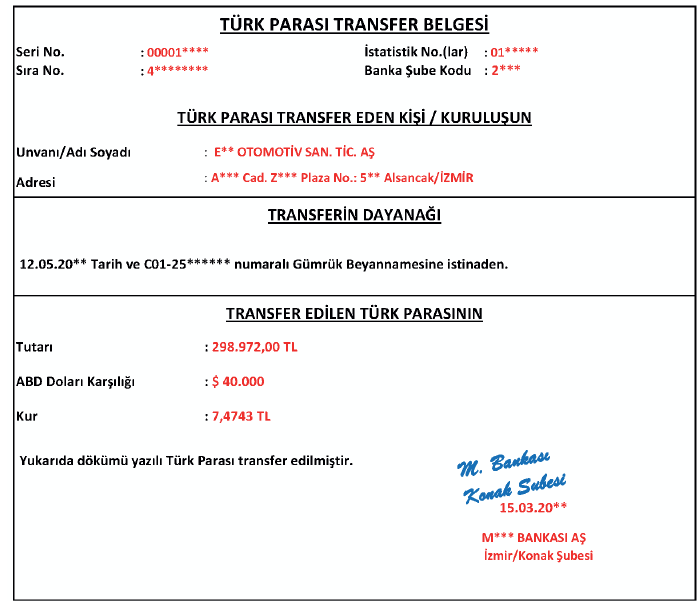 TÜRK PARASI TRANSFER BELGESİ
Seri No. : 00001**** İstatistik No.(lar) : 01*****
Sıra No. : 4******** Banka Şube Kodu : 2***
TÜRK PARASI TRANSFER EDEN KİŞİ / KURULUŞUN
Unvanı/Adı Soyadı : E** OTOMOTİV SAN. TİC. AŞ
Adresi : A*** Cad. Z*** Plaza No.: 5** Alsancak/İZMİR
TRANSFERİN DAYANAĞI
12.05.20** Tarih ve C01-25****** numaralı Gümrük Beyannamesine istinaden.
TRANSFER EDİLEN TÜRK PARASININ
Tutarı : 298.972,00 TL
ABD Doları Karşılığı : $ 40.000
Kur : 7,4743 TL
Yukarıda dökümü yazılı Türk Parası transfer edilmiştir.
M. Bankası
Konak Subesi
15.03.20**
M*** BANKASI AŞ
İzmir/Konak Şubesi